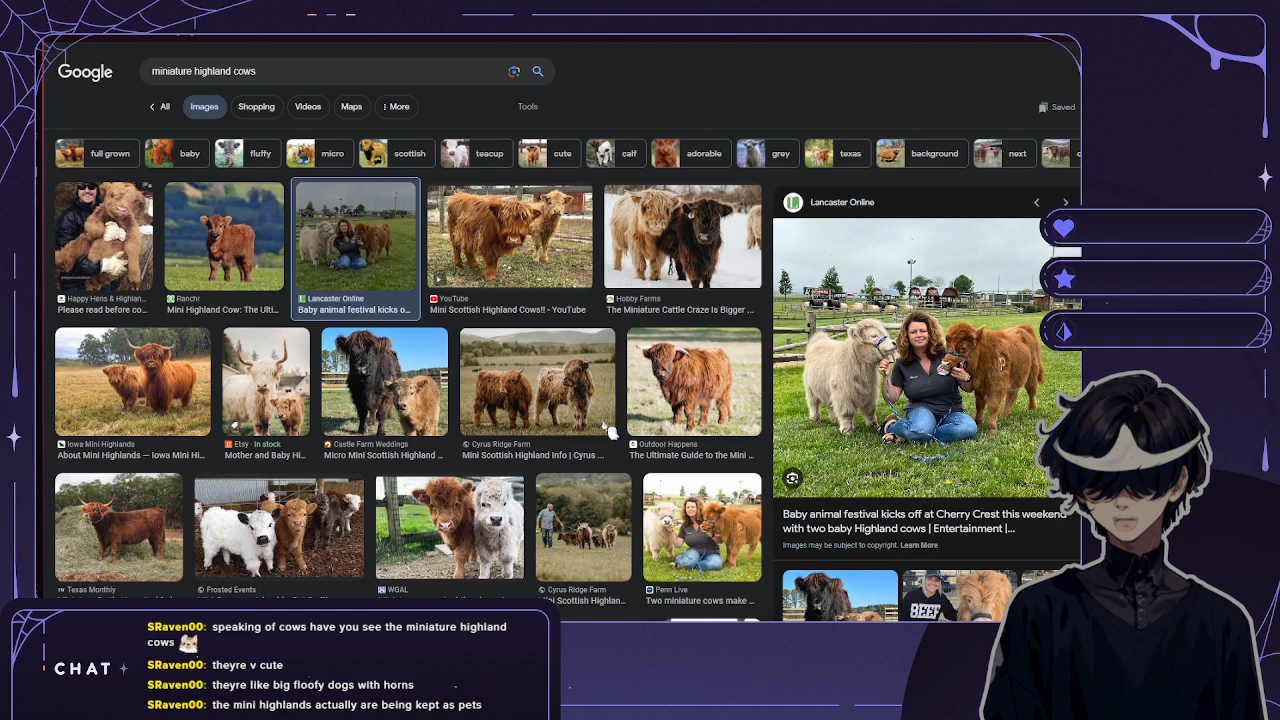 Google
miniature highland cows
All
Images
Shopping
Videos
Maps
More
Tools
Saved
full grown
baby
fluffy
micro
scottish
teacup
cute
calf
adorable
grey
texas
background
next
Lancaster Online
Happy Hens & Highlan...
Please read before co...
Ranchr
Mini Highland Cow: The Ulti...
Lancaster Online
Baby animal festival kicks o...
YouTube
Mini Scottish Highland Cows!! - YouTube
Hobby Farms
The Miniature Cattle Craze Is Bigger ...
Iowa Mini Highlands
About Mini Highlands — Iowa Mini Hi...
Etsy · In stock
Mother and Baby Hi...
Castle Farm Weddings
Micro Mini Scottish Highland ...
Cyrus Ridge Farm
Mini Scottish Highland Info | Cyrus ...
Outdoor Happens
The Ultimate Guide to the Mini ...
Baby animal festival kicks off at Cherry Crest this weekend
with two baby Highland cows | Entertainment |...
Images may be subject to copyright. Learn More
Texas Monthly
Frosted Events
WGAL
Cyrus Ridge Farm
Scottish Highlan...
Penn Live
Two miniature cows make ...
BEEF
CHAT
SRaven00: speaking of cows have you see the miniature highland
cows
SRaven00: theyre v cute
SRaven00: theyre like big floofy dogs with horns
SRaven00: the mini highlands actually are being kept as pets